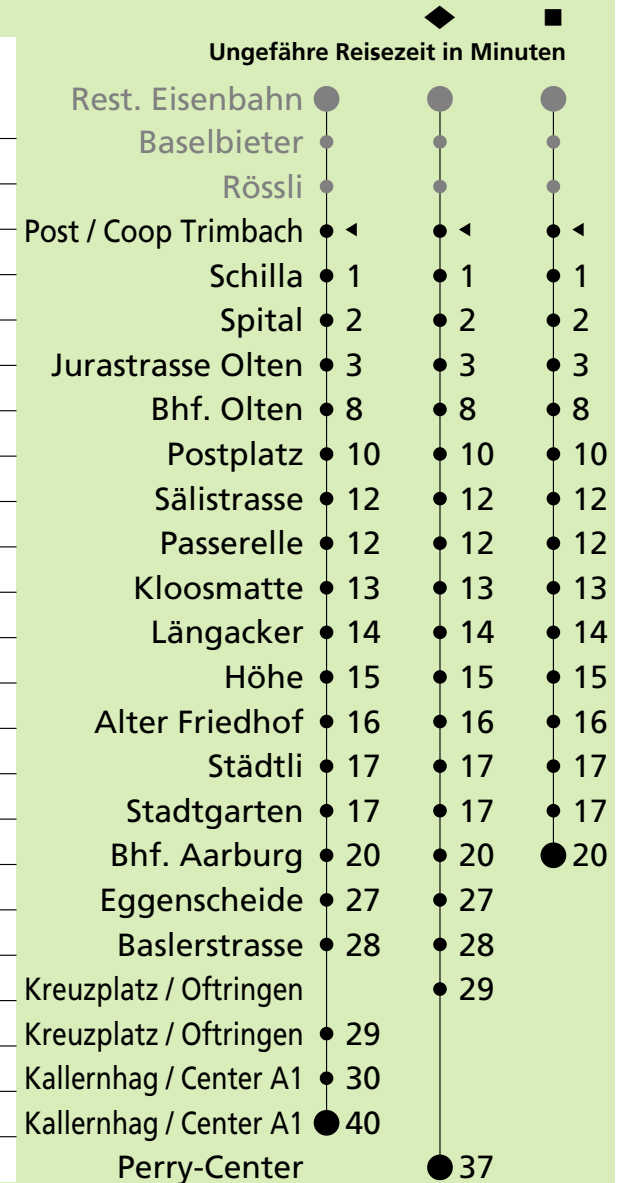 Ungefähre Reisezeit in Minuten
Rest. Eisenbahn
Baselbieter
Rössli
Post / Coop Trimbach
Schilla 1 1 1
Spital 2 2 2
Jurastrasse Olten 3 3 3
Bhf. Olten 8 8 8
Postplatz 10 10 10
Sälistrasse 12 12 12
Passerelle 12 12 12
Kloosmatte 13 13 13
Längacker 14 14 14
Höhe 15 15 15
Alter Friedhof 16 16 16
Städtli 17 17 17
Stadtgarten 17 17 17
Bhf. Aarburg 20 20 20
Eggenscheide 27 27
Baslerstrasse 28 28
Kreuzplatz / Oftringen 29
Kreuzplatz / Oftringen 29
Kallernhag / Center A1 30
Kallernhag / Center A1 40
Perry-Center 37